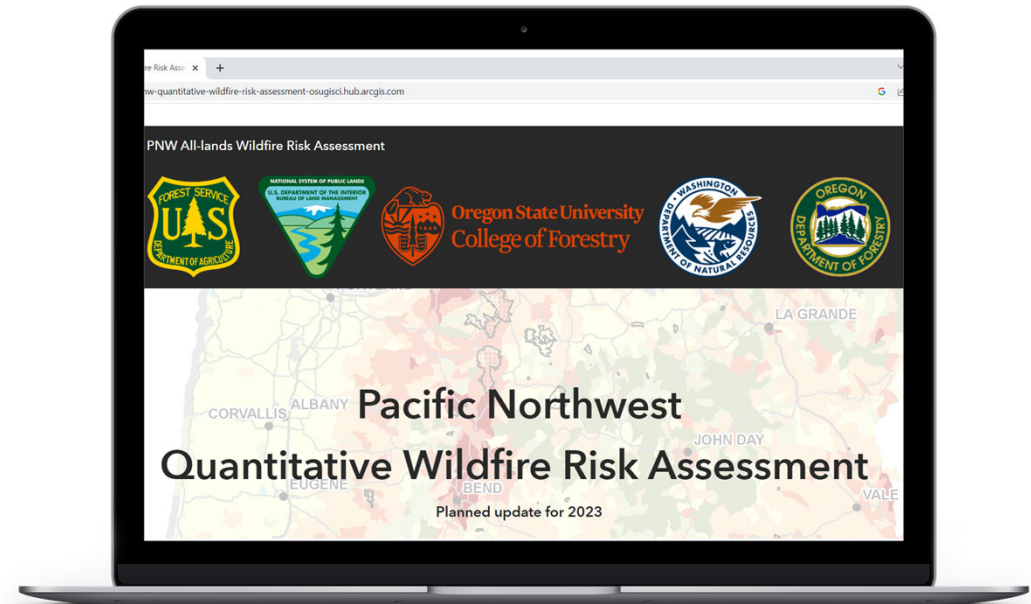 re Risk Asse
nw-quantitative-wildfire-risk-assessment-osugisci.hub.arcgis.com
PNW All-lands Wildfire Risk Assessment
FOREST SERVICE
UAS
DEPARTMENT OF AGRICULTURE
NATIONAL SYSTEM OF PUBLIC LANDS
U.S. DEPARTMENT OF THE INTERIOR
BUREAU OF LAND MANAGEMENT
Oregon State University
College of Forestry
WASHINGTON
DEPARTMENT OF NATURAL RESOURCES
OREGON
DEPARTMENT OF FORESTRY
LA GRANDE
CORVALLIS
ALBANY
Pacific Northwest
JOHN DAY
Quantitative Wildfire Risk Assessment
EUGENE
BEND
VALE
Planned update for 2023